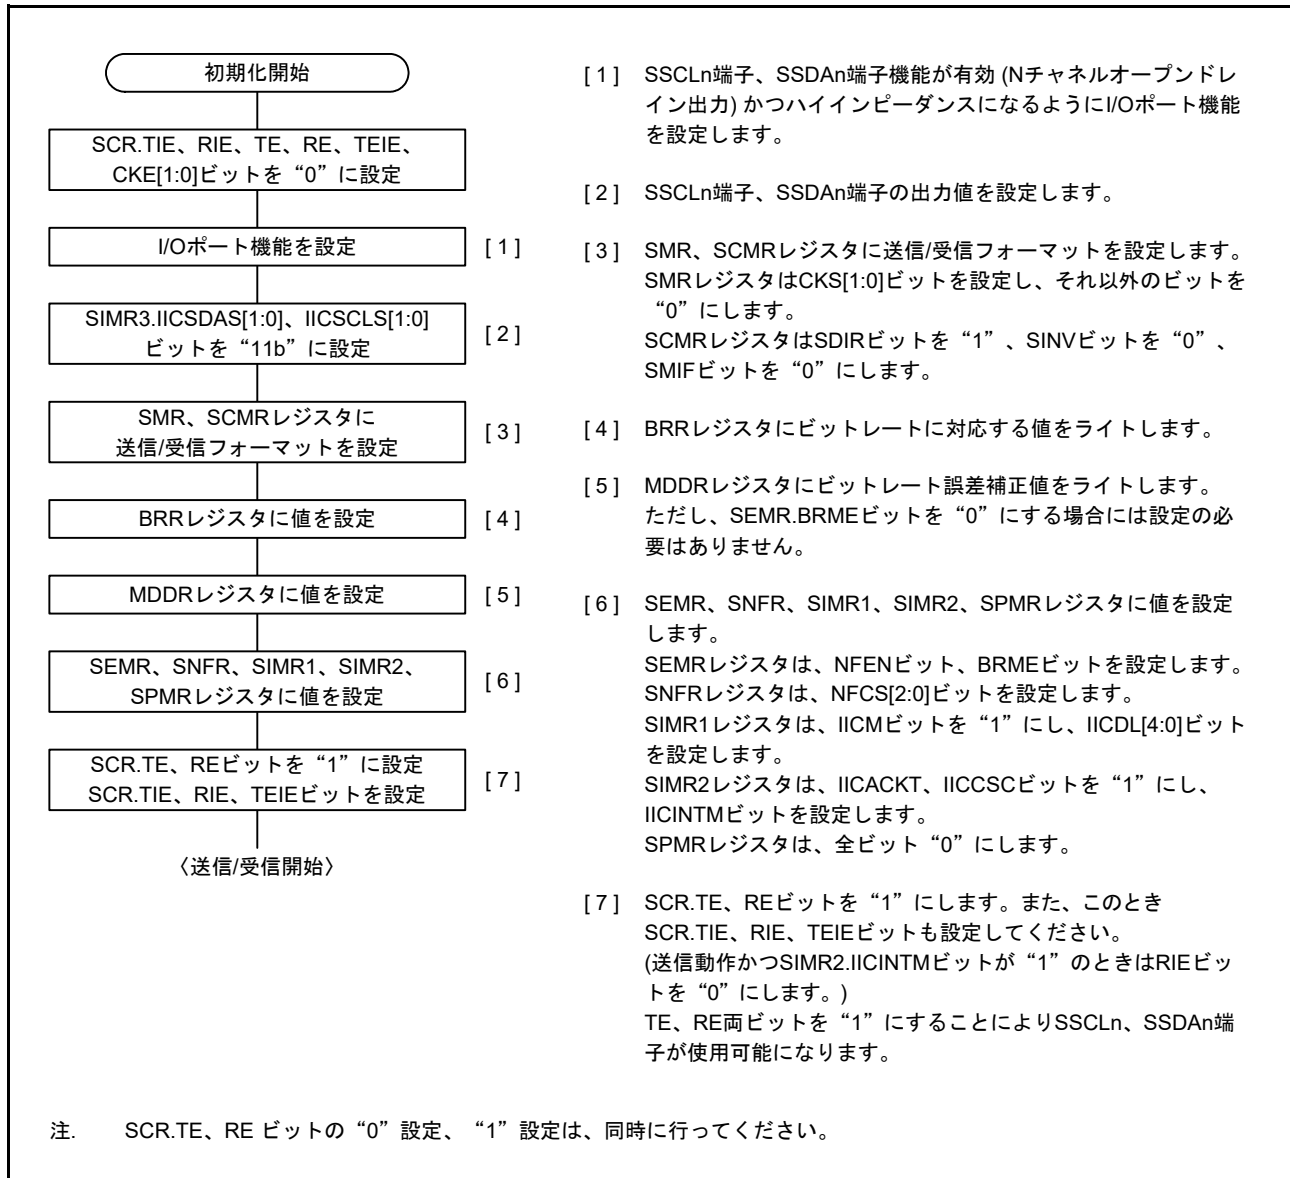 初期化開始
SCR.TIE、RIE、TE、RE、TEIE、
CKE[1:0]ビットを“0”に設定
I/Oポート機能を設定
[ 1 ]
SIMR3.IICSDAS[1:0]、IICSCLS[1:0]
ビットを“11b”に設定
[ 2 ]
SMR、SCMRレジスタに
送信/受信フォーマットを設定
[ 3 ]
BRRレジスタに値を設定
[ 4 ]
MDDRレジスタに値を設定
[ 5 ]
SEMR、SNFR、SIMR1、SIMR2、
SPMRレジスタに値を設定
[ 6 ]
SCR.TE、REビットを“1”に設定
SCR.TIE、RIE、TEIEビットを設定
[ 7 ]
〈送信/受信開始〉
[ 1 ] SSCLn端子、SSDAn端子機能が有効 (Nチャネルオープンドレ
イン出力) かつハイインピーダンスになるようにI/Oポート機能
を設定します。
[ 2 ] SSCLn端子、SSDAn端子の出力値を設定します。
[ 3 ] SMR、SCMRレジスタに送信/受信フォーマットを設定します。
SMRレジスタはCKS[1:0]ビットを設定し、それ以外のビットを
“0”にします。
SCMRレジスタはSDIRビットを“1”、SINVビットを“0”、
SMIFビットを“0”にします。
[ 4 ] BRRレジスタにビットレートに対応する値をライトします。
[ 5 ] MDDRレジスタにビットレート誤差補正値をライトします。
ただし、SEMR.BRMEビットを“0”にする場合には設定の必
要はありません。
[ 6 ] SEMR、SNFR、SIMR1、SIMR2、SPMRレジスタに値を設定
します。
SEMRレジスタは、NFENビット、BRMEビットを設定します。
SNFRレジスタは、NFCS[2:0]ビットを設定します。
SIMR1レジスタは、IICMビットを“1”にし、IICDL[4:0]ビット
を設定します。
SIMR2レジスタは、IICACKT、IICCSCビットを“1”にし、
IICINTMビットを設定します。
SPMRレジスタは、全ビット“0”にします。
[ 7 ] SCR.TE、REビットを“1”にします。また、このとき
SCR.TIE、RIE、TEIEビットも設定してください。
(送信動作かつSIMR2.IICINTMビットが“1”のときはRIEビッ
トを“0”にします。)
TE、RE両ビットを“1”にすることによりSSCLn、SSDAn端
子が使用可能になります。
注. SCR.TE、RE ビットの“0”設定、“1”設定は、同時に行ってください。